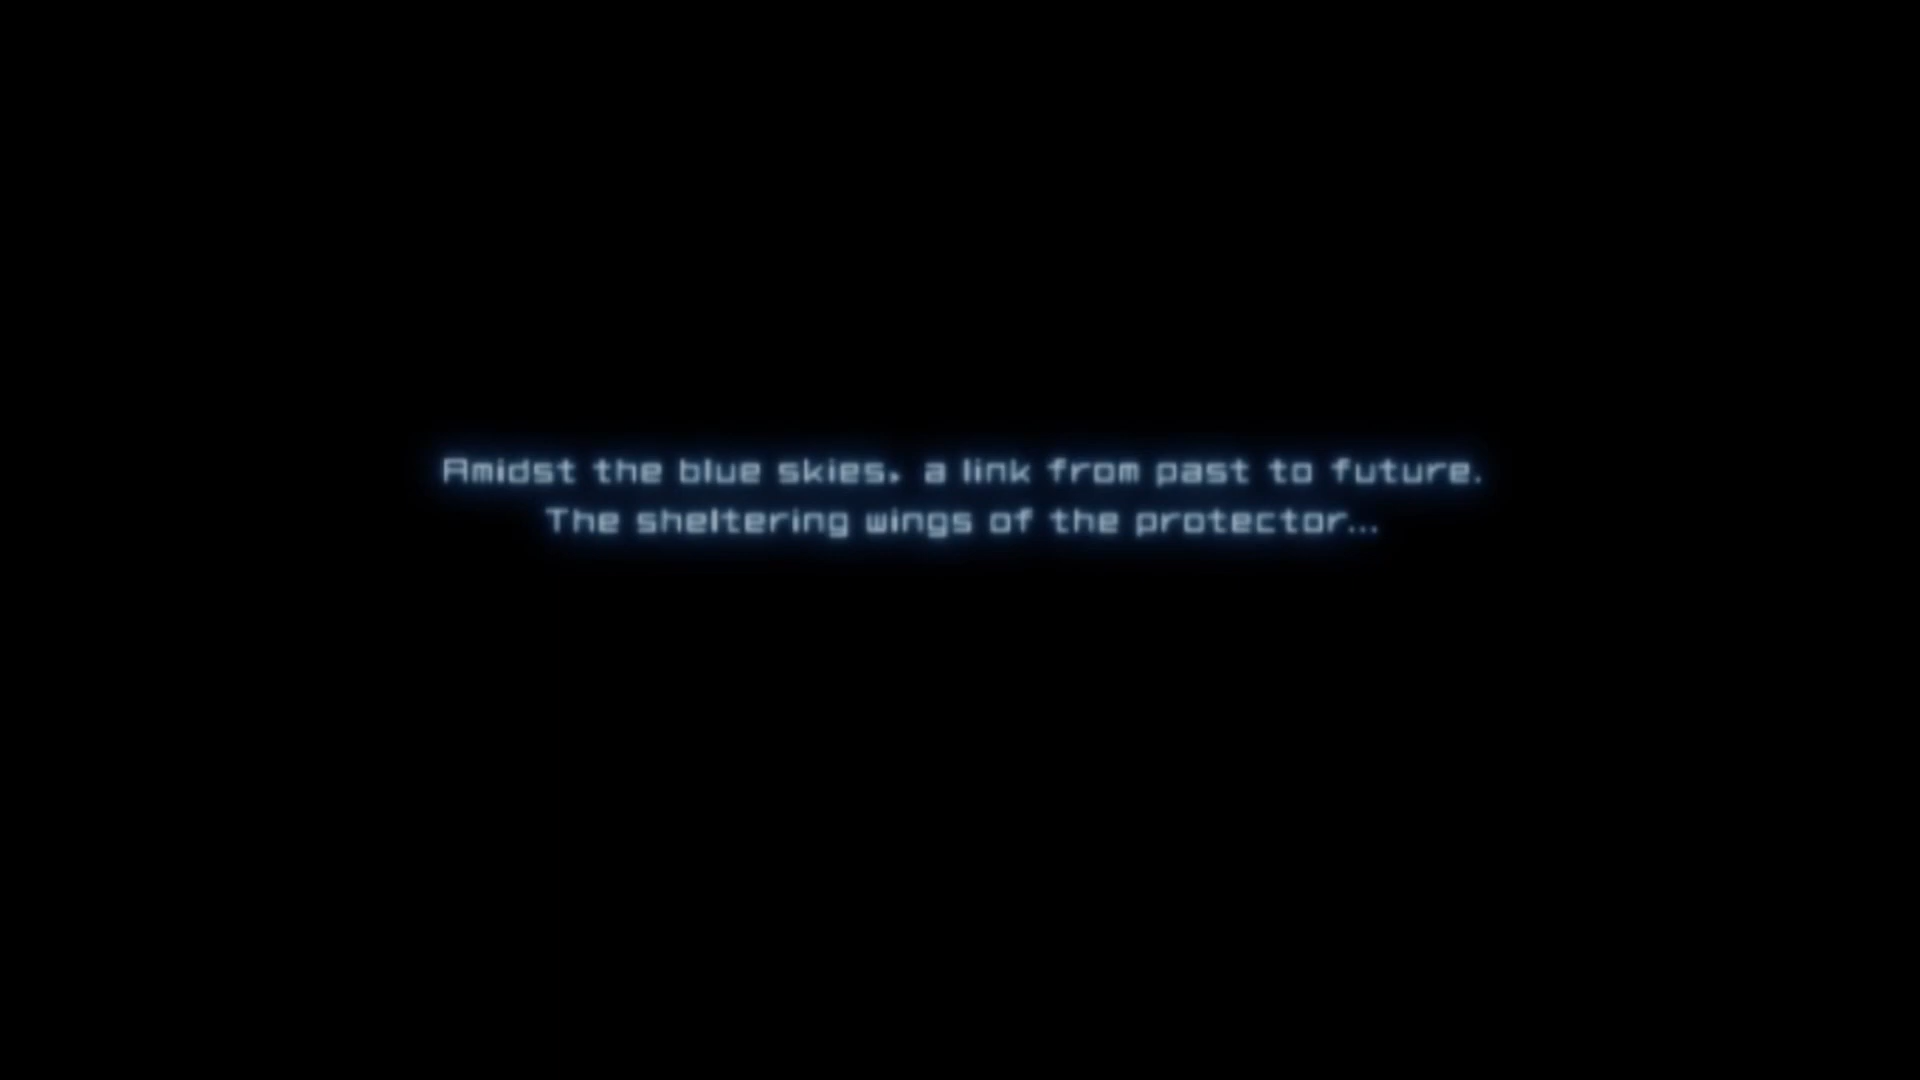 Amidst the blue skies, a link from past to future.
The sheltering wings of the protector...